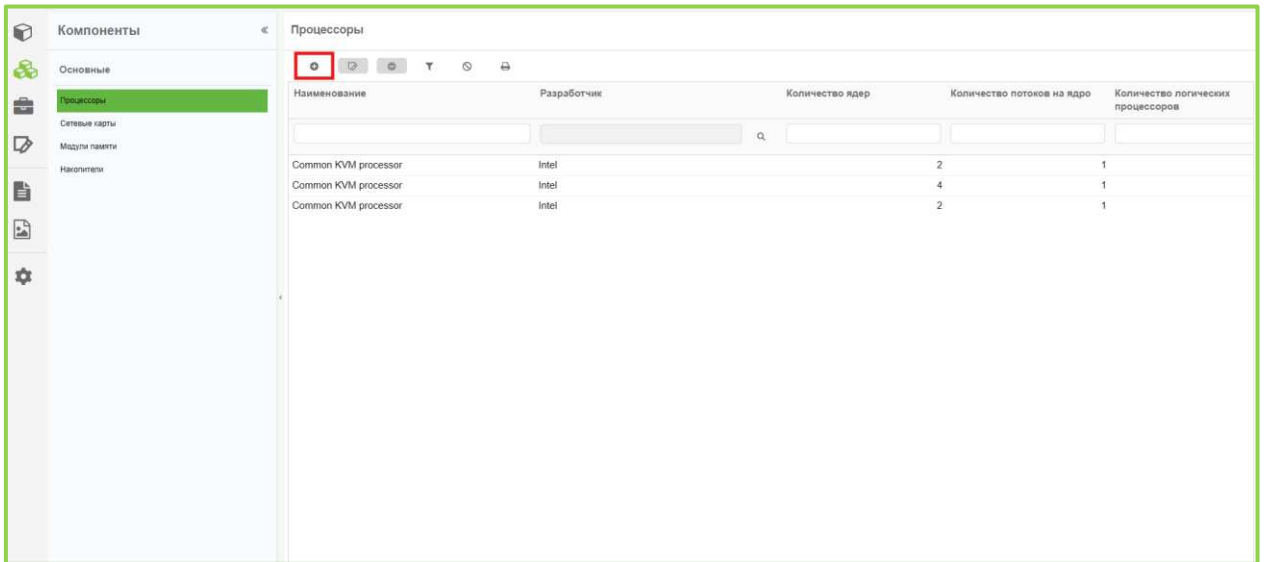 Компоненты «
Процессоры
Основные
Наименование Разработчик Количество ядер Количество потоков на ядро Количество логических
процессоров
Процессоры
Сетевые карты
Модули памяти
Накопители
Common KVM processor Intel 2 1
Common KVM processor Intel 4 1
Common KVM processor Intel 2 1